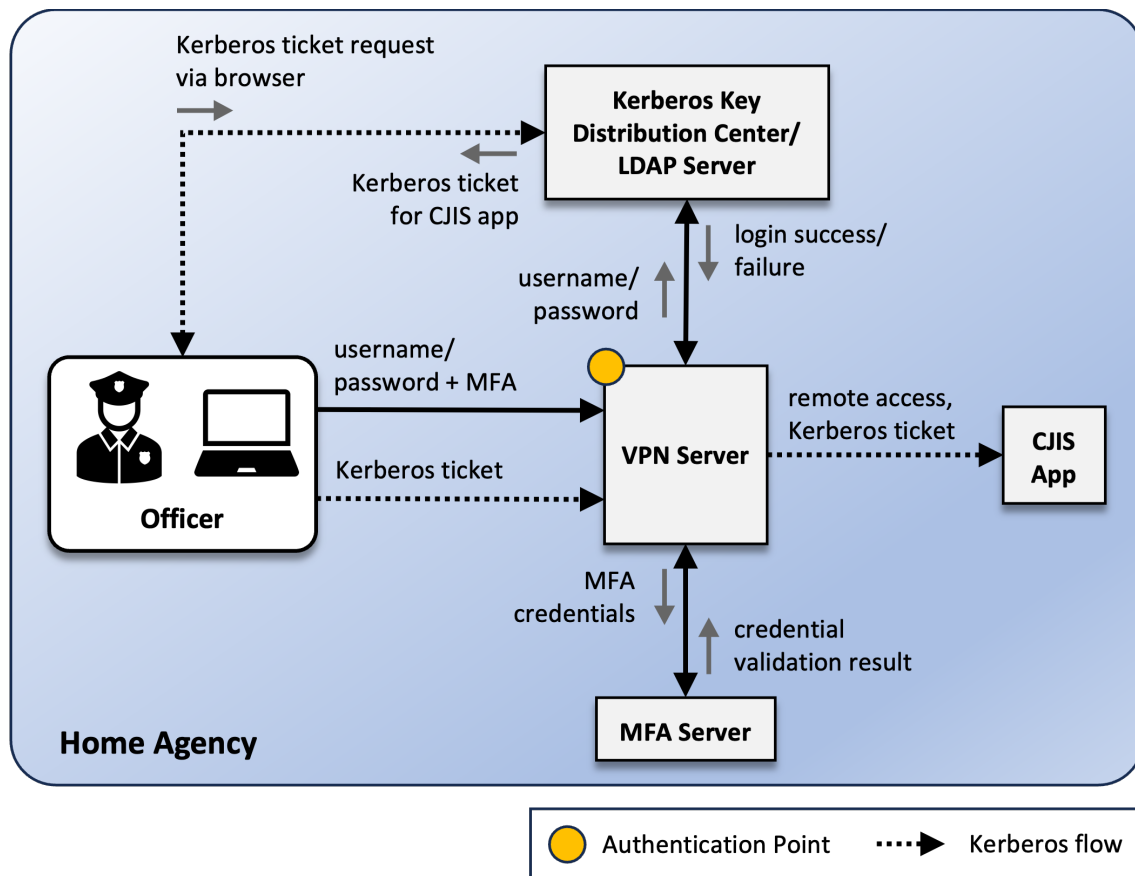 Kerberos ticket request
via browser
Kerberos Key
Distribution Center/
LDAP Server
Kerberos ticket
for CJIS app
login success/
failure
username/
password
username/
password + MFA
remote access,
Kerberos ticket
VPN Server
CJIS
App
Kerberos ticket
Officer
MFA
credentials
credential
validation result
MFA Server
Home Agency
Authentication Point
Kerberos flow